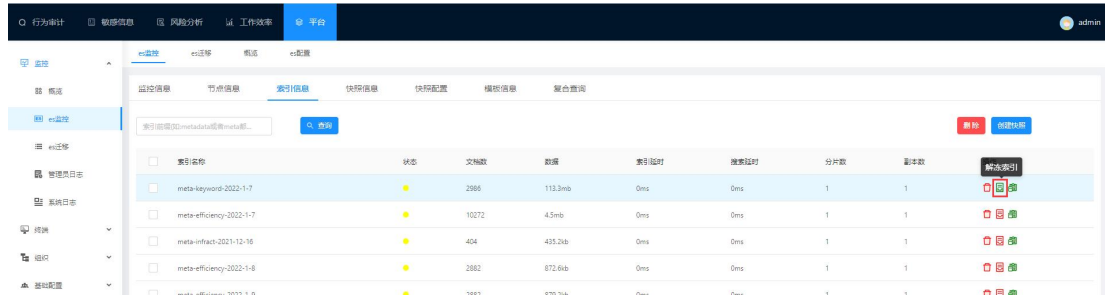 行为审计 敏感信息 风险分析 工作效率 平台 admin
监控 es监控 es迁移 概览 es配置
概览 监控信息 节点信息 索引信息 快照信息 快照配置 模板信息 复合查询
es监控 索引前缀(如:metadata或者meta部... 查询 删除 创建快照
es迁移
索引名称 状态 文档数 数据 索引延时 搜索延时 分片数 副本数 解冻索引
管理员日志 meta-keyword-2022-1-7 2986 113.3mb 0ms 0ms 1 1
系统日志 meta-efficiency-2022-1-7 10272 4.5mb 0ms 0ms 1 1
终端 meta-infract-2021-12-16 404 435.2kb 0ms 0ms 1 1
组织 meta-efficiency-2022-1-8 2882 872.6kb 0ms 0ms 1 1
基础配置